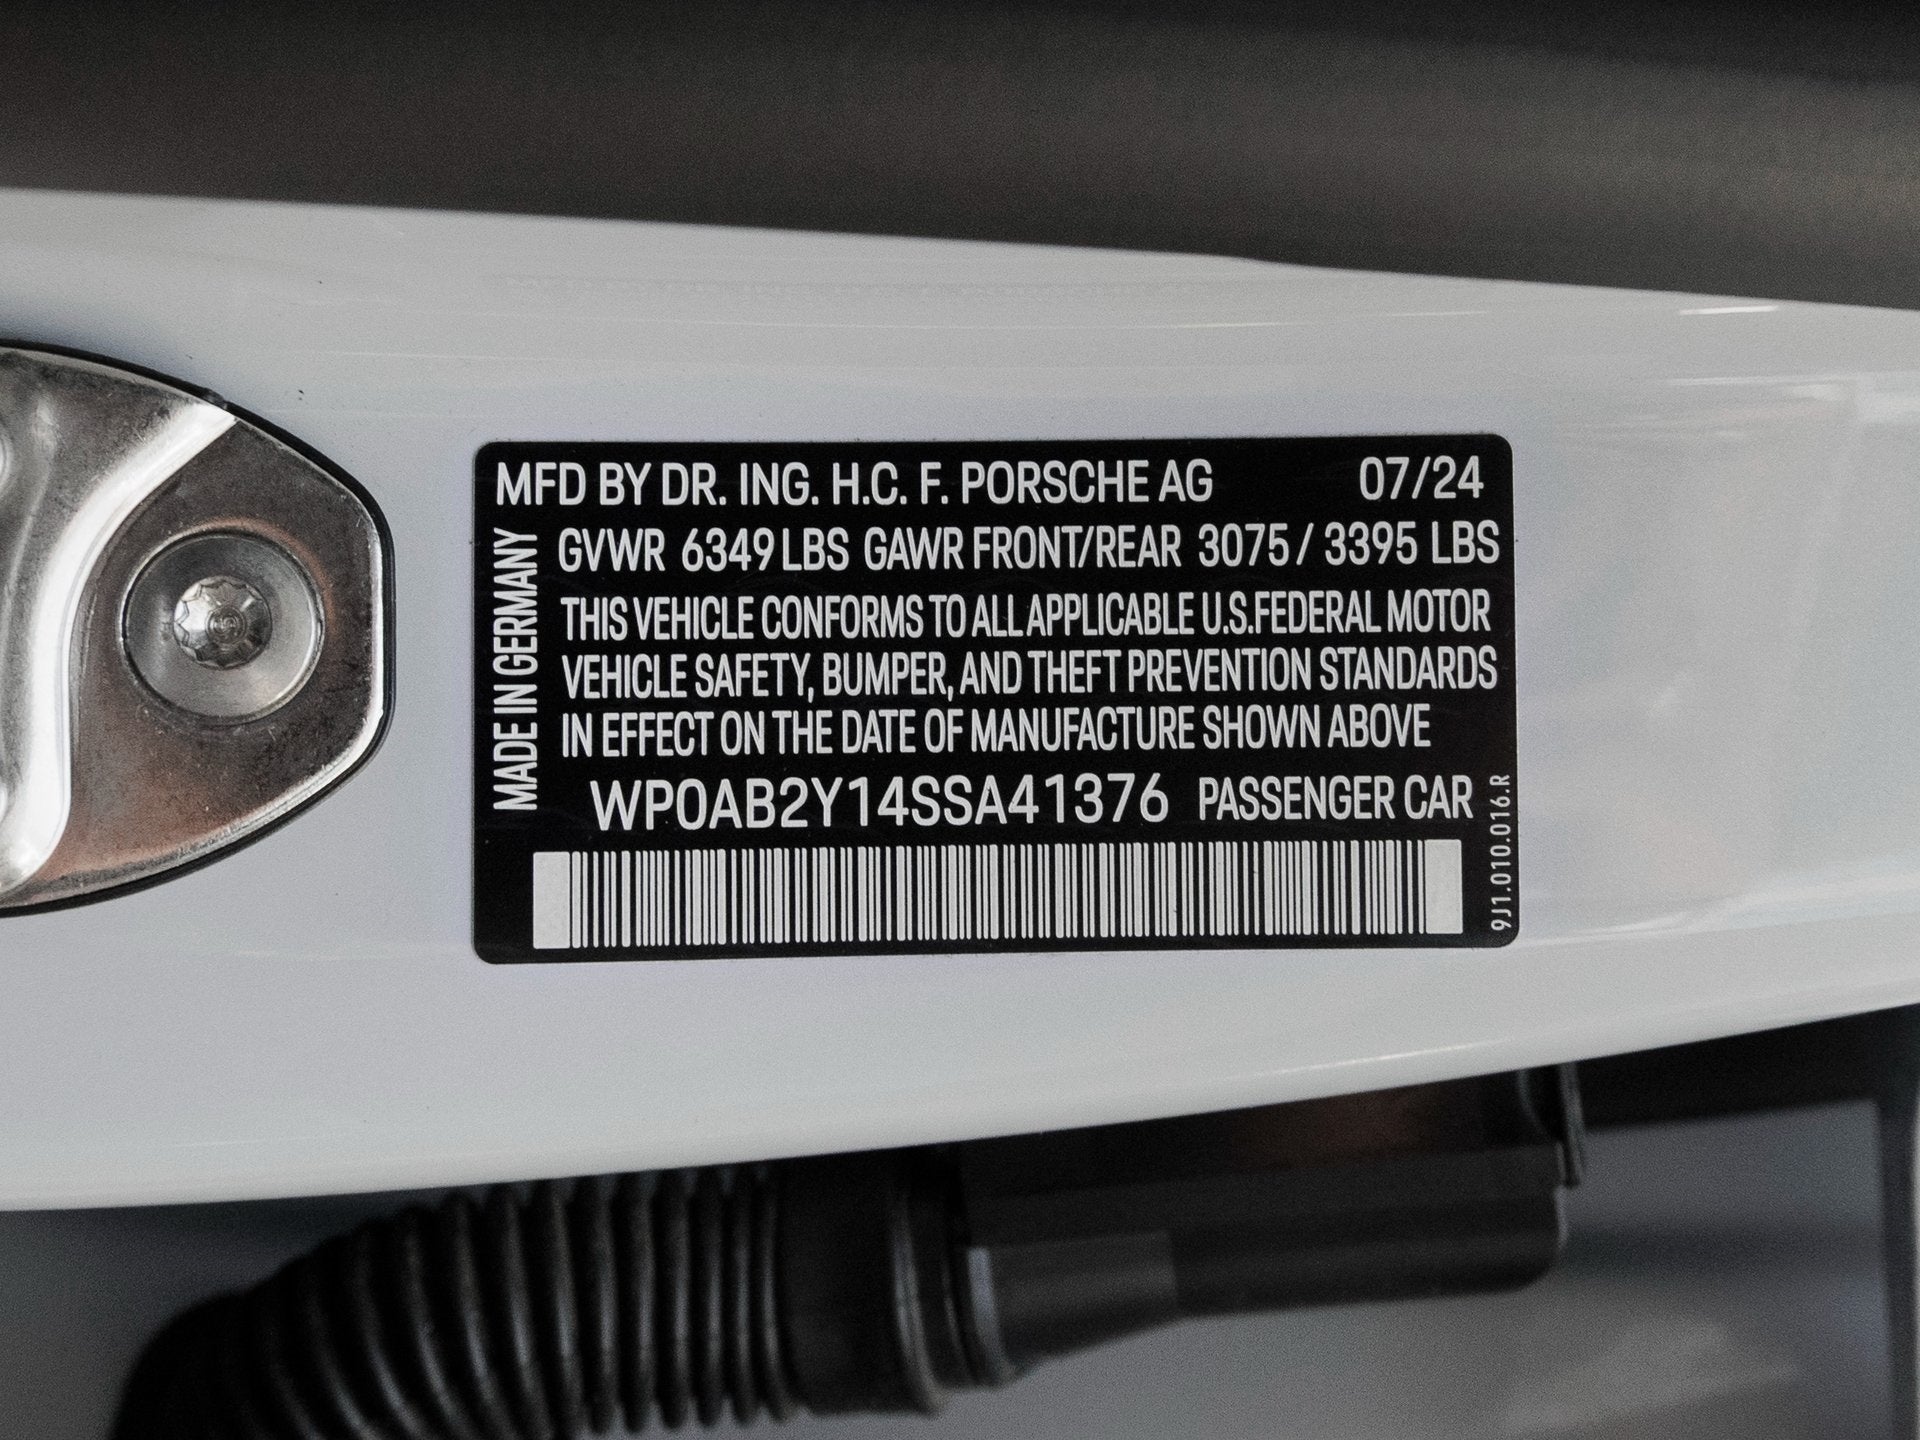 MFD BY DR. ING. H.C. F. PORSCHE AG 07/24
GVWR 6349 LBS GAWR FRONT/REAR 3075 / 3395 LBS
THIS VEHICLE CONFORMS TO ALL APPLICABLE U.S.FEDERAL MOTOR
VEHICLE SAFETY, BUMPER, AND THEFT PREVENTION STANDARDS
IN EFFECT ON THE DATE OF MANUFACTURE SHOWN ABOVE
WP0AB2Y14SSA41376 PASSENGER CAR
MADE IN GERMANY
9J1.010.016.R